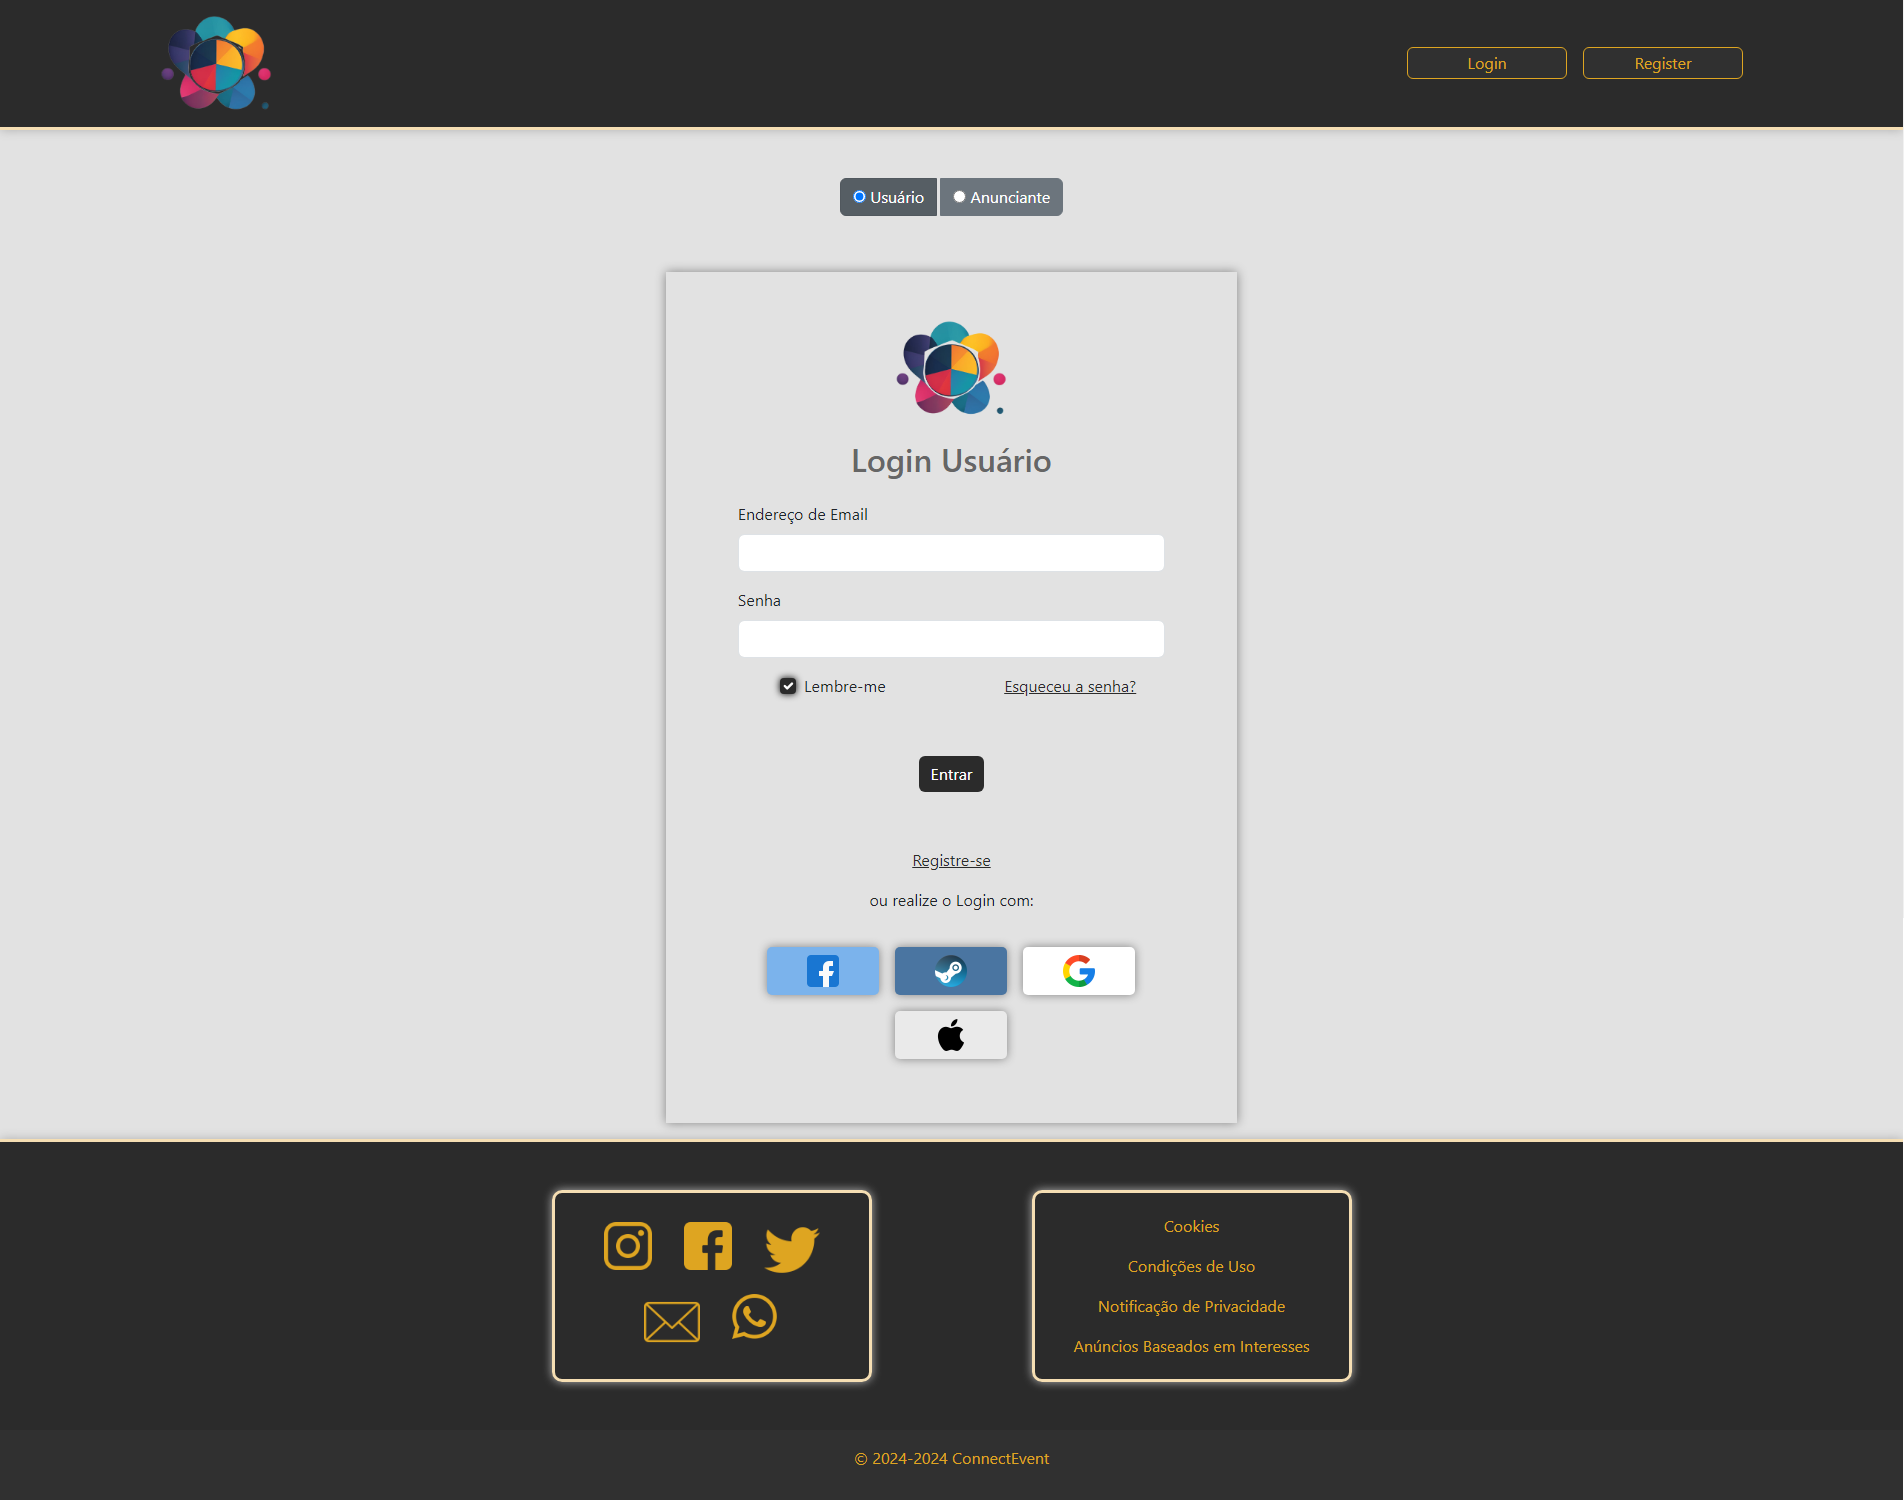 Login
Register
Usuário
Anunciante
Login Usuário
Endereço de Email
Senha
Lembre-me
Esqueceu a senha?
Entrar
Registre-se
ou realize o Login com:
Cookies
Condições de Uso
Notificação de Privacidade
Anúncios Baseados em Interesses
© 2024-2024 ConnectEvent